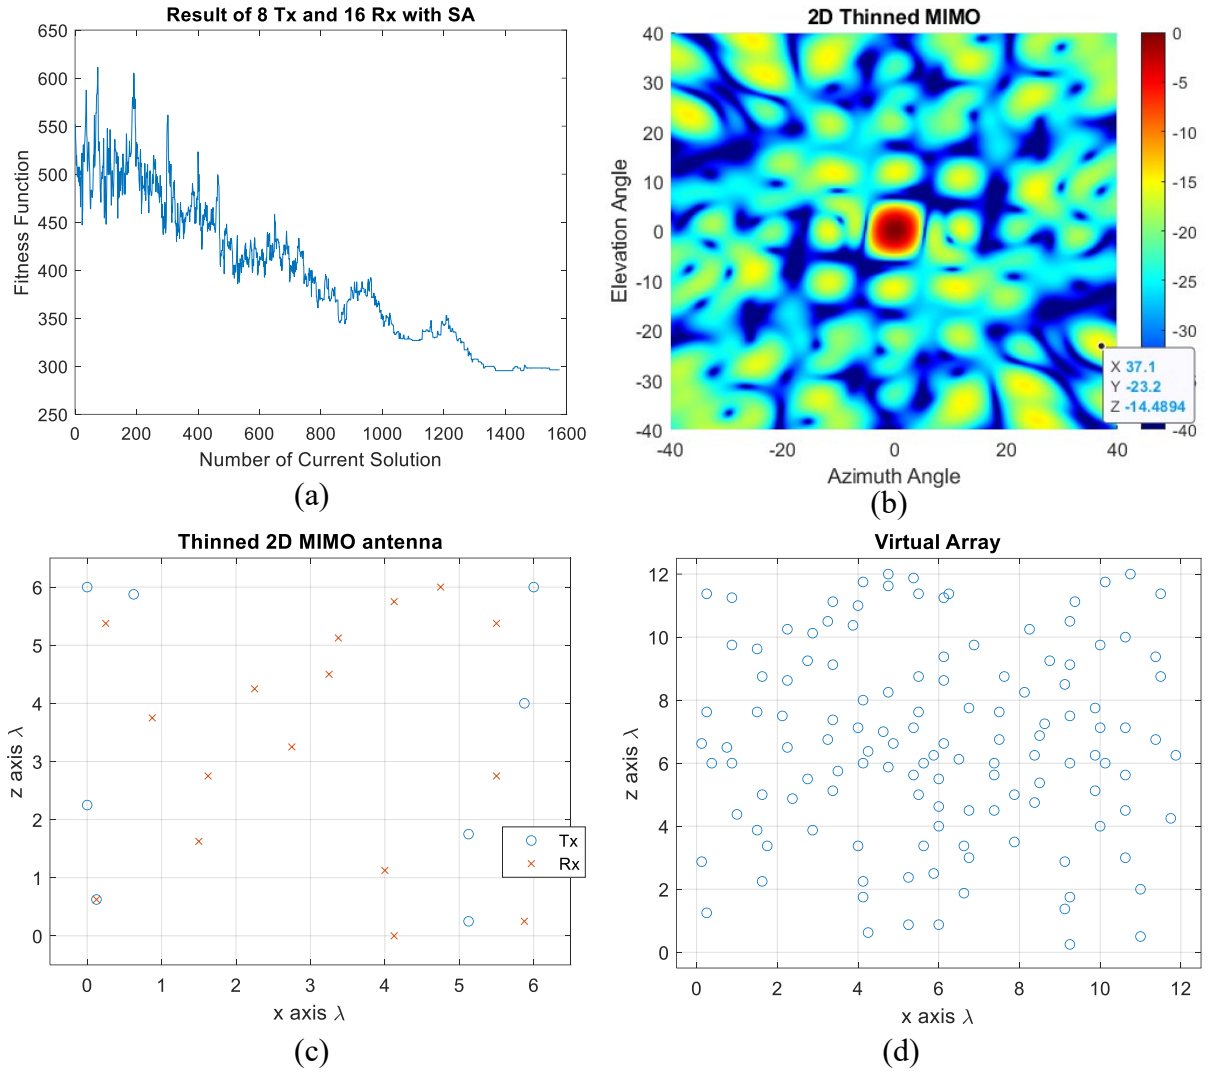 Result of 8 Tx and 16 Rx with SA
650
600
550
500
450
400
350
300
250
0 200 400 600 800 1000 1200 1400 1600
Fitness Function
Number of Current Solution
(a)
2D Thinned MIMO
40
30
20
10
0
-10
-20
-30
-40
-40 -20 0 20 40
Elevation Angle
Azimuth Angle
0
-5
-10
-15
-20
-25
-30
-40
X 37.1
Y -23.2
Z -14.4894
(b)
Thinned 2D MIMO antenna
6
5
4
3
2
1
0
0 1 2 3 4 5 6
z axis λ
x axis λ
Tx
Rx
(c)
Virtual Array
12
10
8
6
4
2
0
0 2 4 6 8 10 12
z axis λ
x axis λ
(d)